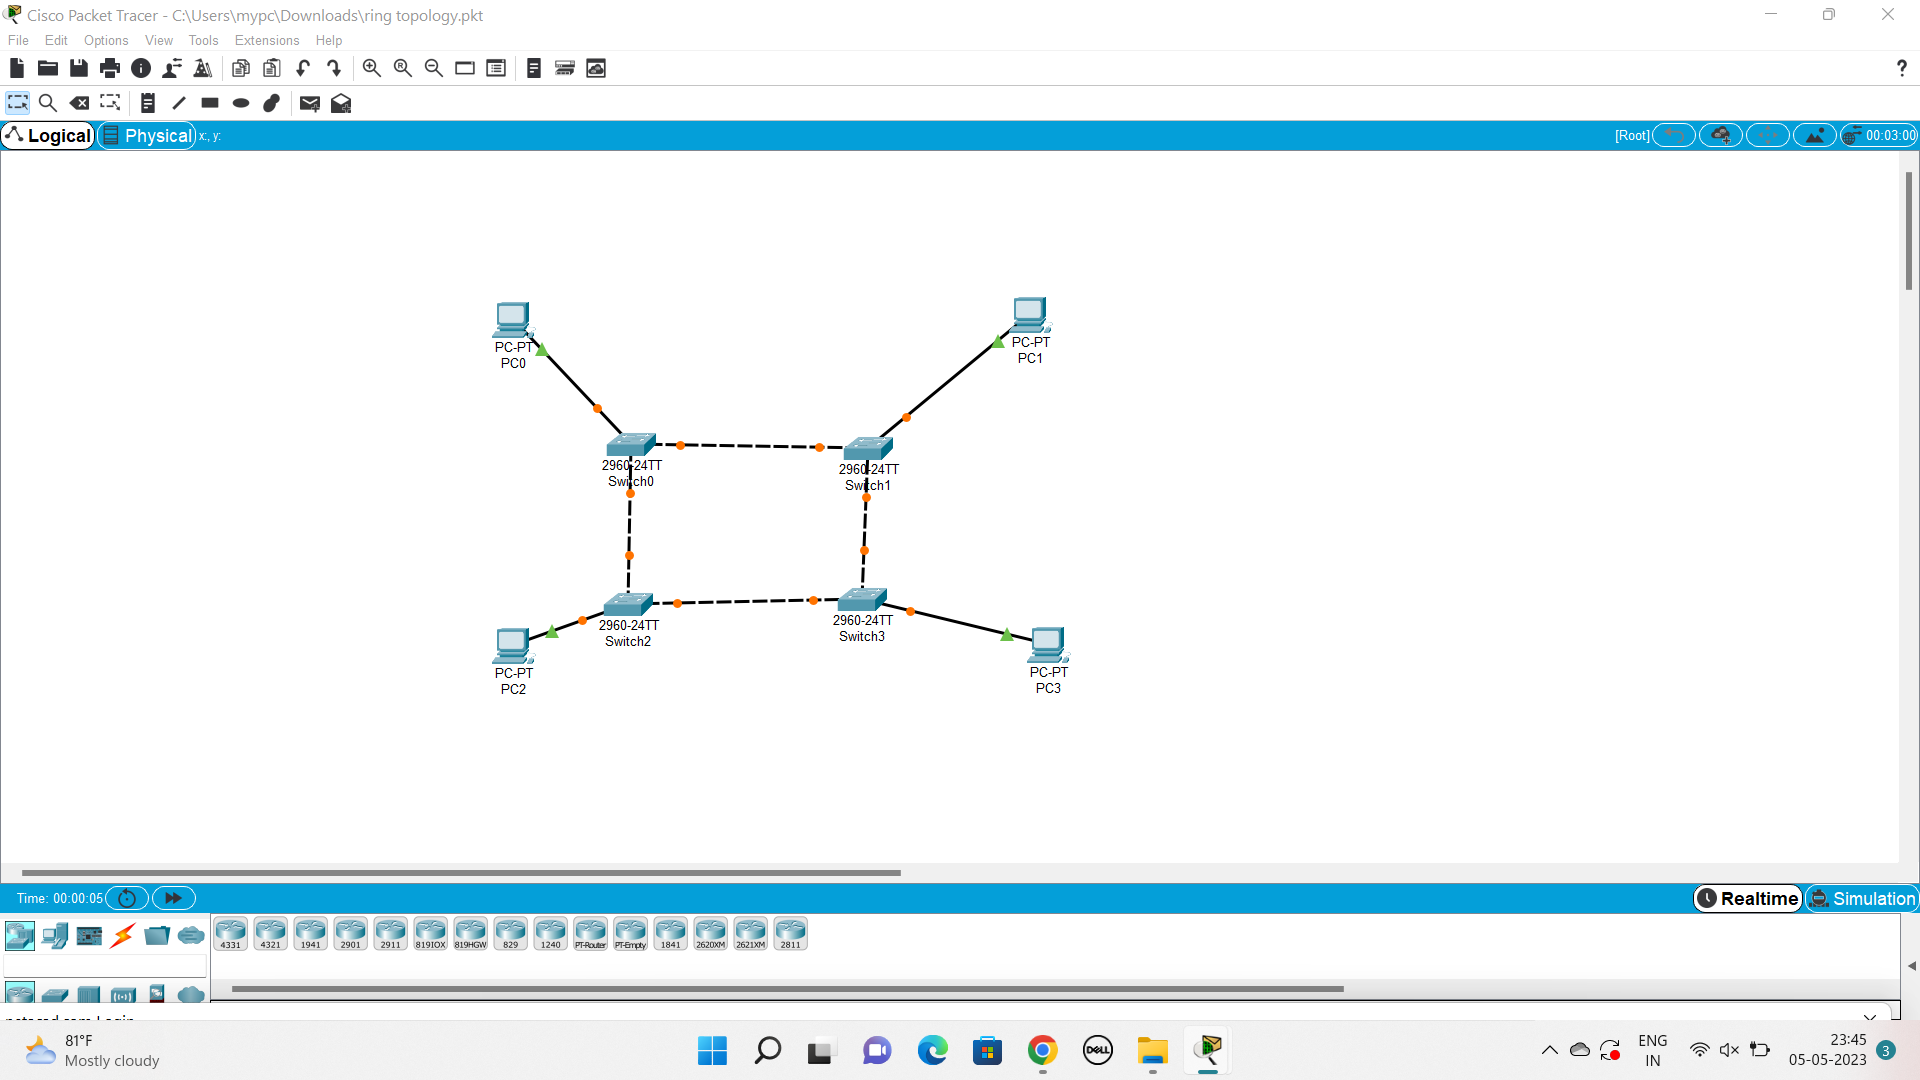 Cisco Packet Tracer - C:\Users\mypc\Downloads\ring topology.pkt
File Edit Options View Tools Extensions Help
Logical Physical x:, y: [Root] 00:03:00
PC-PT
PC0
PC-PT
PC1
2960-24TT
Switch0
2960-24TT
Switch1
2960-24TT
Switch2
2960-24TT
Switch3
PC-PT
PC2
PC-PT
PC3
Time: 00:00:05 Realtime Simulation
4331 4321 1941 2901 2911 819IOX 819HGW 829 1240 PT-Router PT-Empty 1841 2620XM 2621XM 2811
81°F
Mostly cloudy
DELL
ENG
IN
23:45
05-05-2023
3